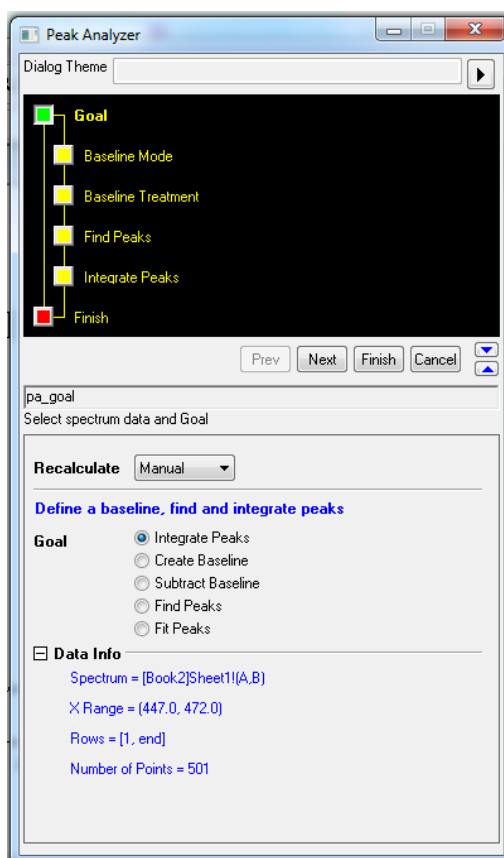 Peak Analyzer
Dialog Theme
Goal
Baseline Mode
Baseline Treatment
Find Peaks
Integrate Peaks
Finish
Prev Next Finish Cancel
pa_goal
Select spectrum data and Goal
Recalculate Manual
Define a baseline, find and integrate peaks
Goal Integrate Peaks
Create Baseline
Subtract Baseline
Find Peaks
Fit Peaks
Data Info
Spectrum = [Book2]Sheet1!(A,B)
X Range = (447.0, 472.0)
Rows = [1, end]
Number of Points = 501